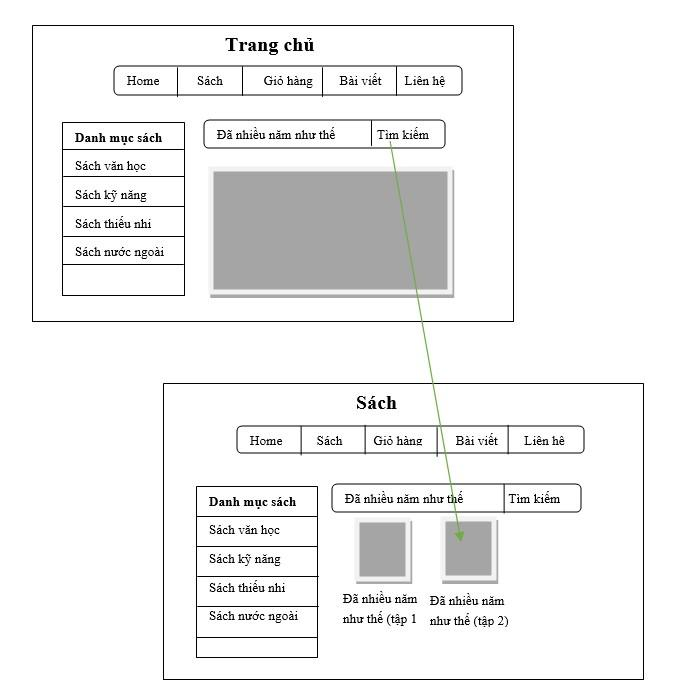 Trang chủ
Home Sách Giỏ hàng Bài viết Liên hệ
Đã nhiều năm như thế Tìm kiếm
Danh mục sách
Sách văn học
Sách kỹ năng
Sách thiếu nhi
Sách nước ngoài
Sách
Home Sách Giỏ hàng Bài viết Liên hê
Đã nhiều năm như thế Tìm kiếm
Danh mục sách
Sách văn học
Sách kỹ năng
Sách thiếu nhi
Sách nước ngoài
Đã nhiều năm
như thế (tập 1
Đã nhiều năm
như thế (tập 2)